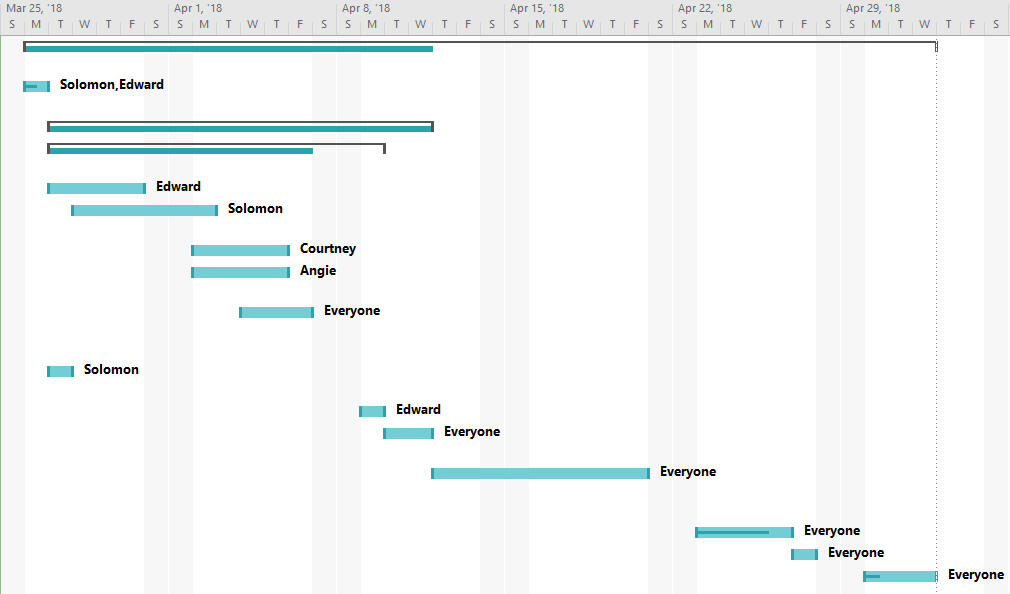 Mar 25, '18 Apr 1, '18 Apr 8, '18 Apr 15, '18 Apr 22, '18 Apr 29, '18
S M T W T F S S M T W T F S S M T W T F S S M T W T F S S M T W T F S S M T W T F S
Solomon,Edward
Edward
Solomon
Courtney
Angie
Everyone
Solomon
Edward
Everyone
Everyone
Everyone
Everyone
Everyone